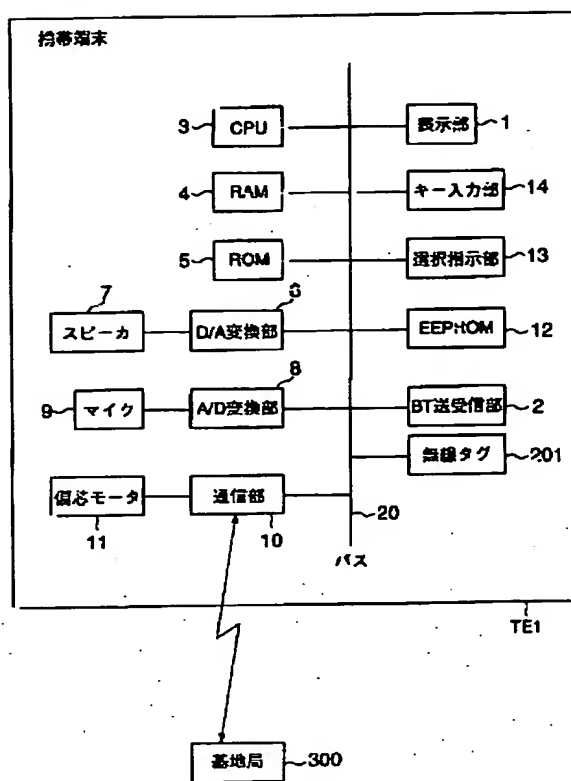 携帯端末
3 CPU 表示部 1
4 RAM キー入力部 14
5 ROM 選択指示部 13
7 6
スピーカ D/A変換部 EEPROM 12
8
9 マイク A/D変換部 BT送受信部 2
無線タグ 201
偏芯モータ 通信部
11 10 20
バス
TE1
基地局 300